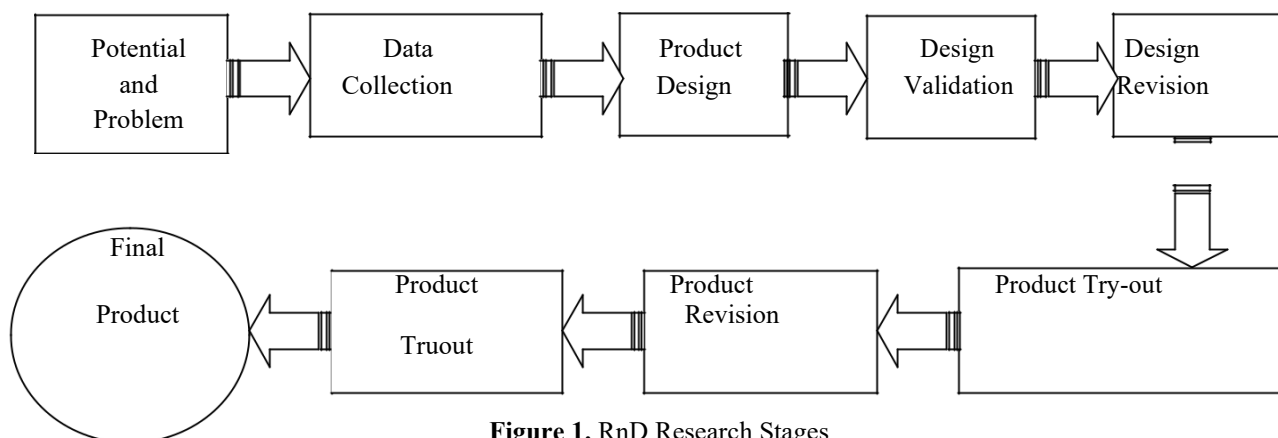 Potential
and
Problem
Data
Collection
Product
Design
Design
Validation
Design
Revision
Product Try-out
Product
Revision
Product
Truout
Final
Product
Figure 1. RnD Research Stages